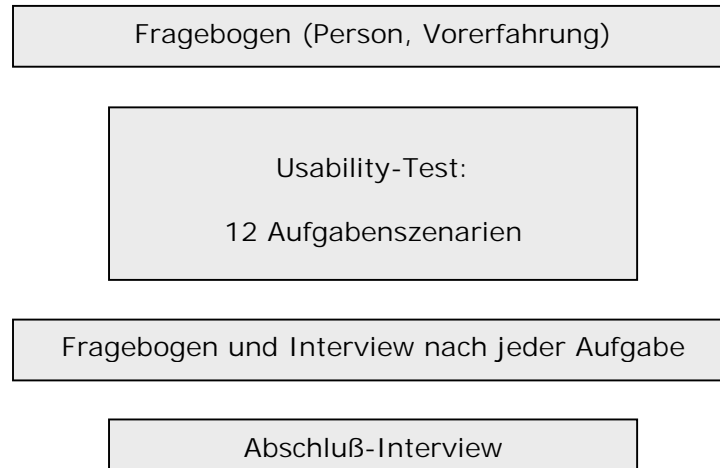 Fragebogen (Person, Vorerfahrung)
Usability-Test:
12 Aufgabenszenarien
Fragebogen und Interview nach jeder Aufgabe
Abschluß-Interview